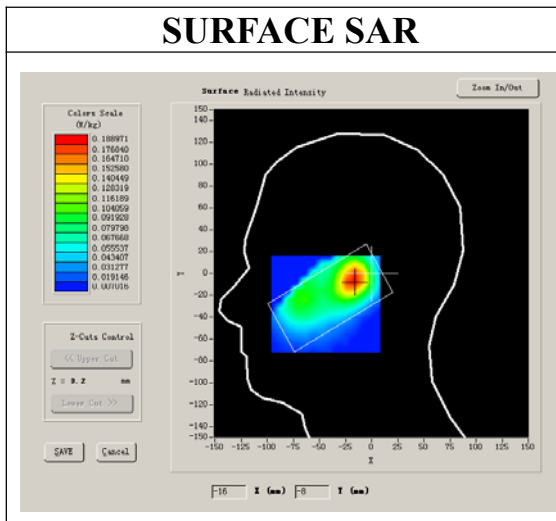 SURFACE SAR
Surface Radiated Intensity
Zoom In/Out
Colors Scale
(W/kg)
0.188971
0.176840
0.164710
0.152580
0.140449
0.128319
0.116189
0.104059
0.091928
0.079798
0.067668
0.055537
0.043407
0.031277
0.019146
0.007016
150
140
120
100
80
60
40
20
0
-20
-40
-60
-80
-100
-120
-140
-150
Y
-150 -125 -100 -75 -50 -25 0 25 50 75 100 125 150
X
Z-Cuts Control
<< Upper Cut
Z = 9.2 mm
Lower Cut >>
SAVE
Cancel
-16 X (mm) -8 Y (mm)